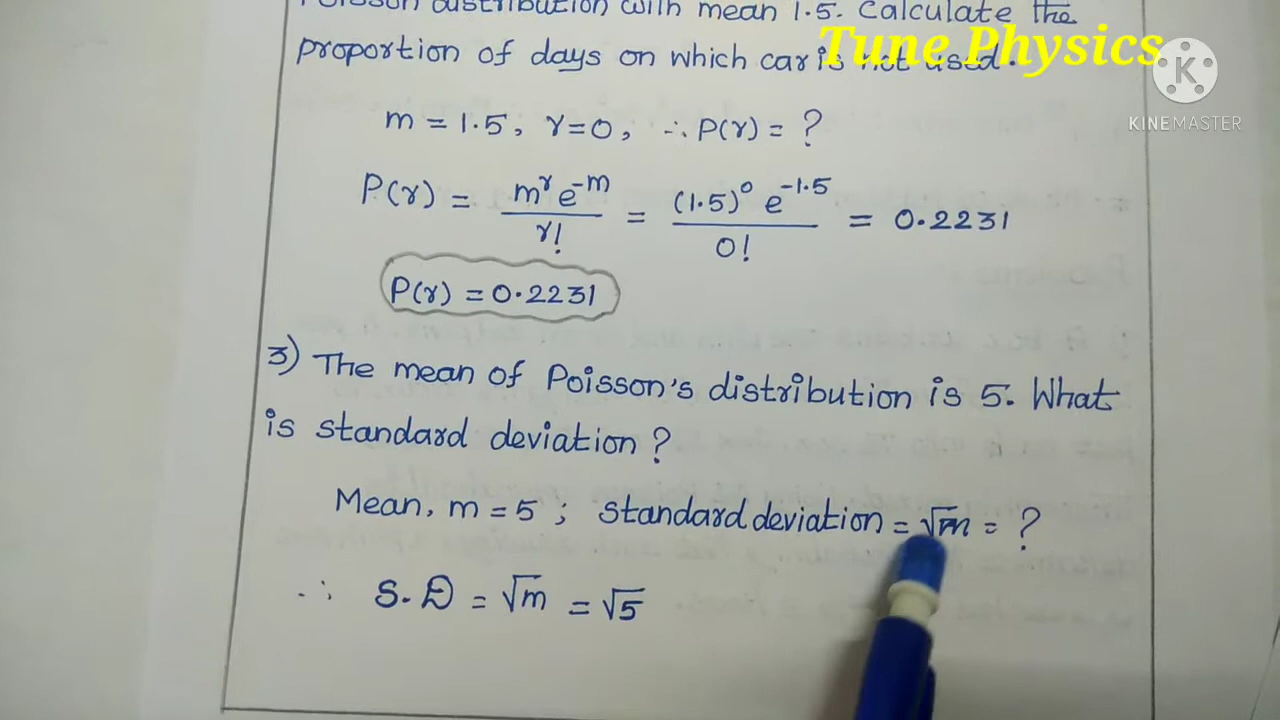 Poisson distribution with mean 1.5. Calculate the
Tune Physics
proportion of days on which car is not used.
KINEMASTER
m = 1.5, r=0, ∴ P(r) = ?
P(r) = m^r e^-m / r! = (1.5)^0 e^-1.5 / 0! = 0.2231
P(r) = 0.2231
3) The mean of Poisson's distribution is 5. What
is standard deviation ?
Mean, m = 5 ; standard deviation = √m = ?
∴ S.D = √m = √5